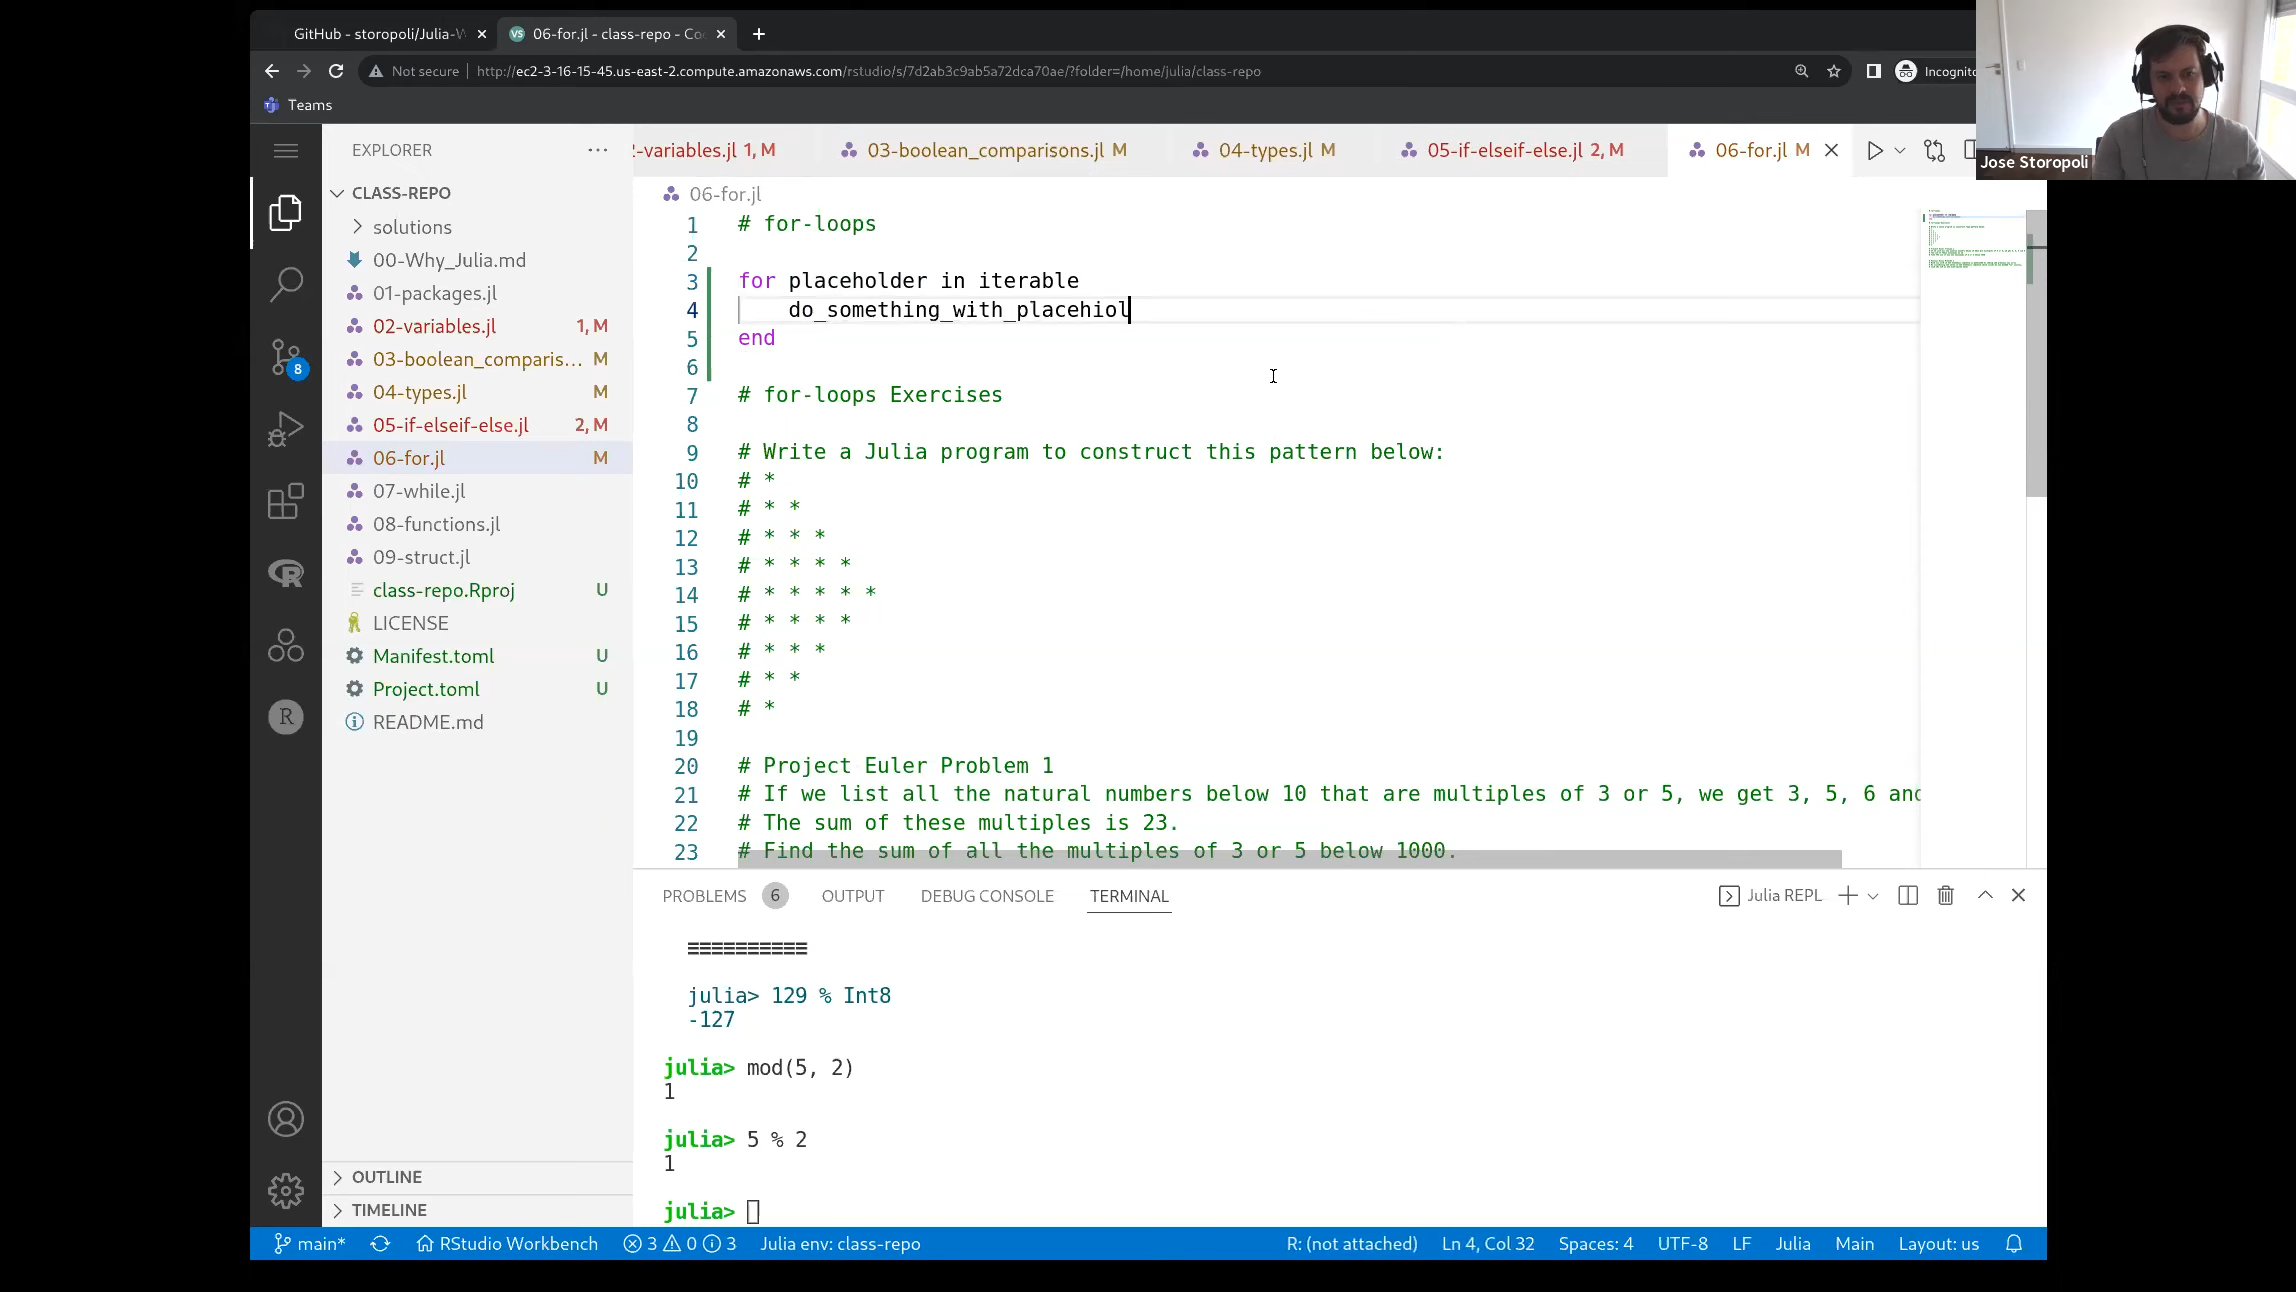 GitHub - storopoli/Julia-W
06-for.jl - class-repo - Co
Not secure http://ec2-3-16-15-45.us-east-2.compute.amazonaws.com/rstudio/s/7d2ab3c9ab5a72dca70ae/?folder=/home/julia/class-repo
Incognito
Teams
Jose Storopoli
EXPLORER
CLASS-REPO
solutions
00-Why_Julia.md
01-packages.jl
02-variables.jl 1, M
03-boolean_comparis... M
04-types.jl M
05-if-elseif-else.jl 2, M
06-for.jl M
07-while.jl
08-functions.jl
09-struct.jl
class-repo.Rproj U
LICENSE
Manifest.toml U
Project.toml U
README.md
OUTLINE
TIMELINE
8
2-variables.jl 1, M
03-boolean_comparisons.jl M
04-types.jl M
05-if-elseif-else.jl 2, M
06-for.jl M
06-for.jl
1 # for-loops
2
3 for placeholder in iterable
4     do_something_with_placehiol
5 end
6
7 # for-loops Exercises
8
9 # Write a Julia program to construct this pattern below:
10 # *
11 # * *
12 # * * *
13 # * * * *
14 # * * * * *
15 # * * * *
16 # * * *
17 # * *
18 # *
19
20 # Project Euler Problem 1
21 # If we list all the natural numbers below 10 that are multiples of 3 or 5, we get 3, 5, 6 and
22 # The sum of these multiples is 23.
23 # Find the sum of all the multiples of 3 or 5 below 1000.
PROBLEMS 6 OUTPUT DEBUG CONSOLE TERMINAL
Julia REPL
≡≡≡≡≡≡≡≡≡≡
julia> 129 % Int8
-127
julia> mod(5, 2)
1
julia> 5 % 2
1
julia>
main* RStudio Workbench 3 0 3 Julia env: class-repo
R: (not attached) Ln 4, Col 32 Spaces: 4 UTF-8 LF Julia Main Layout: us